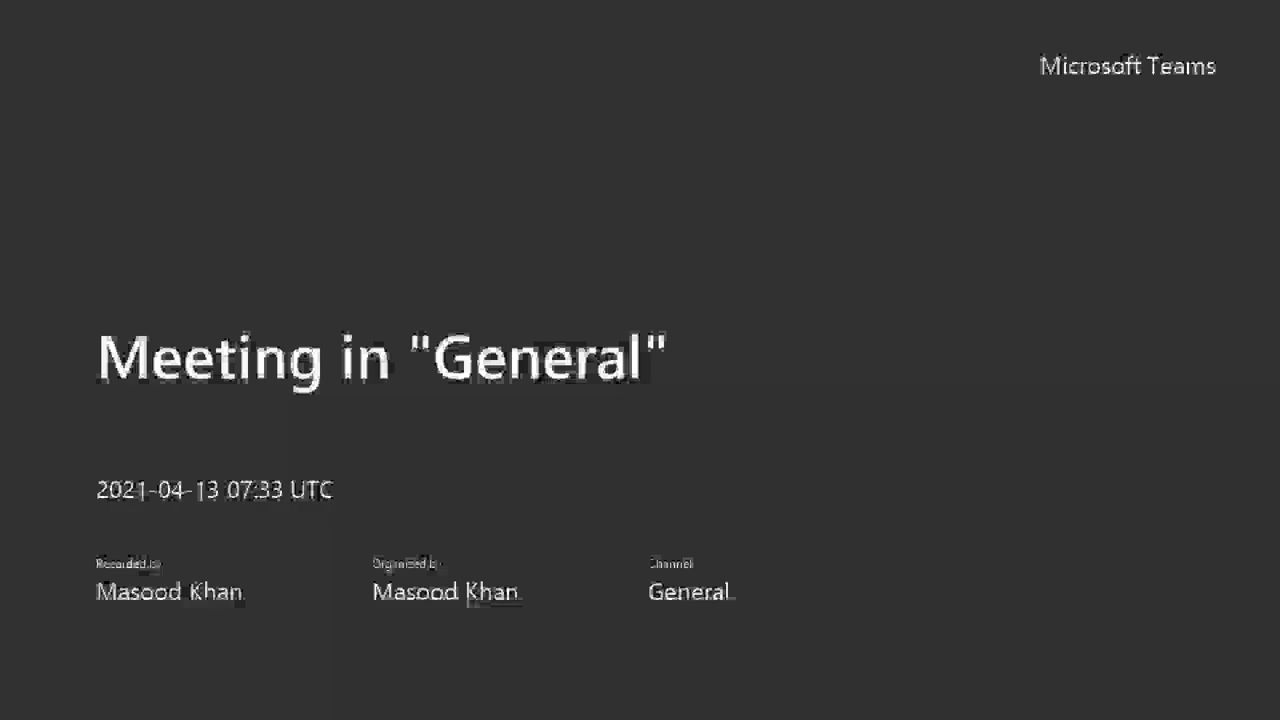 Microsoft Teams
Meeting in "General"
2021-04-13 07:33 UTC
Recorded by Organized by Channel
Masood Khan Masood Khan General